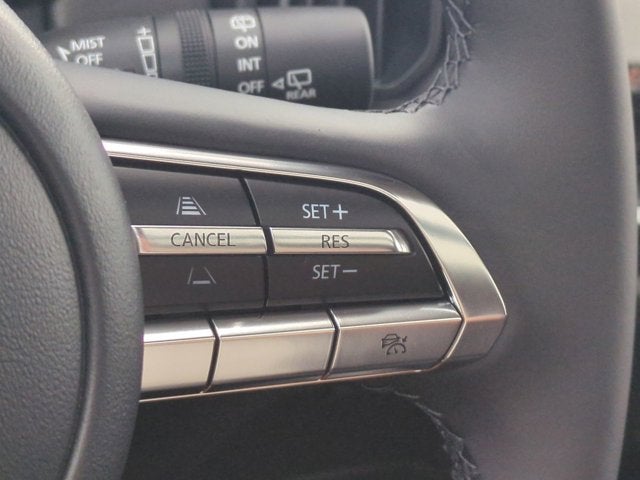 MIST
OFF
ON
INT
OFF
REAR
SET+
CANCEL
RES
SET-